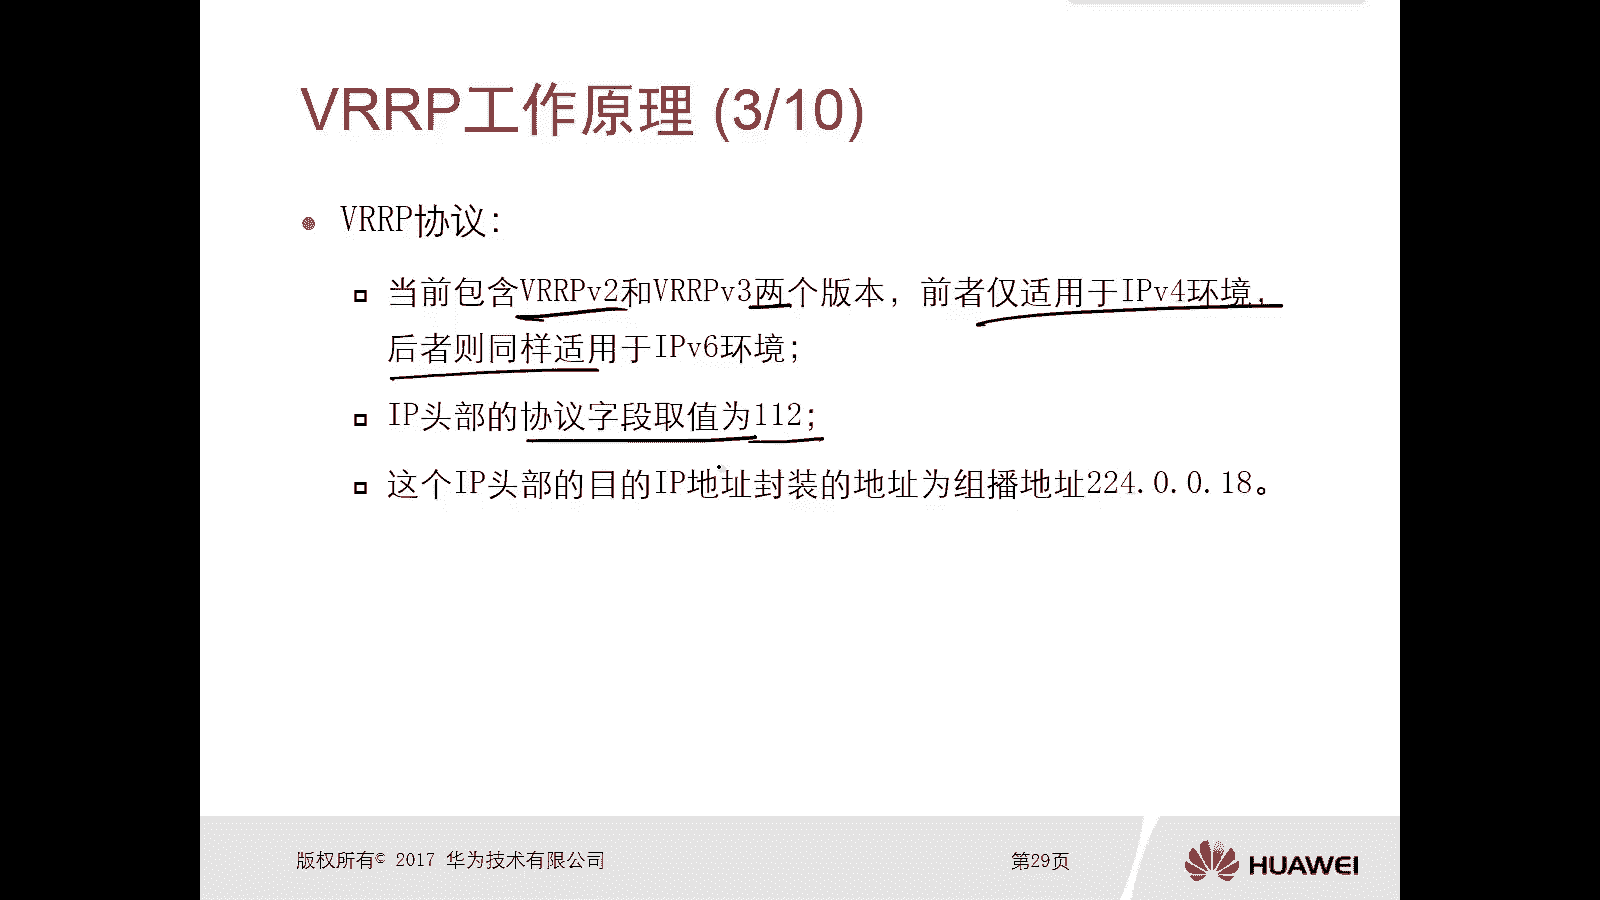 VRRP工作原理 (3/10)
VRRP协议：
当前包含VRRPv2和VRRPv3两个版本，前者仅适用于IPv4环境，
后者则同样适用于IPv6环境；
IP头部的协议字段取值为112；
这个IP头部的目的IP地址封装的地址为组播地址224.0.0.18。
版权所有© 2017 华为技术有限公司
第29页
HUAWEI